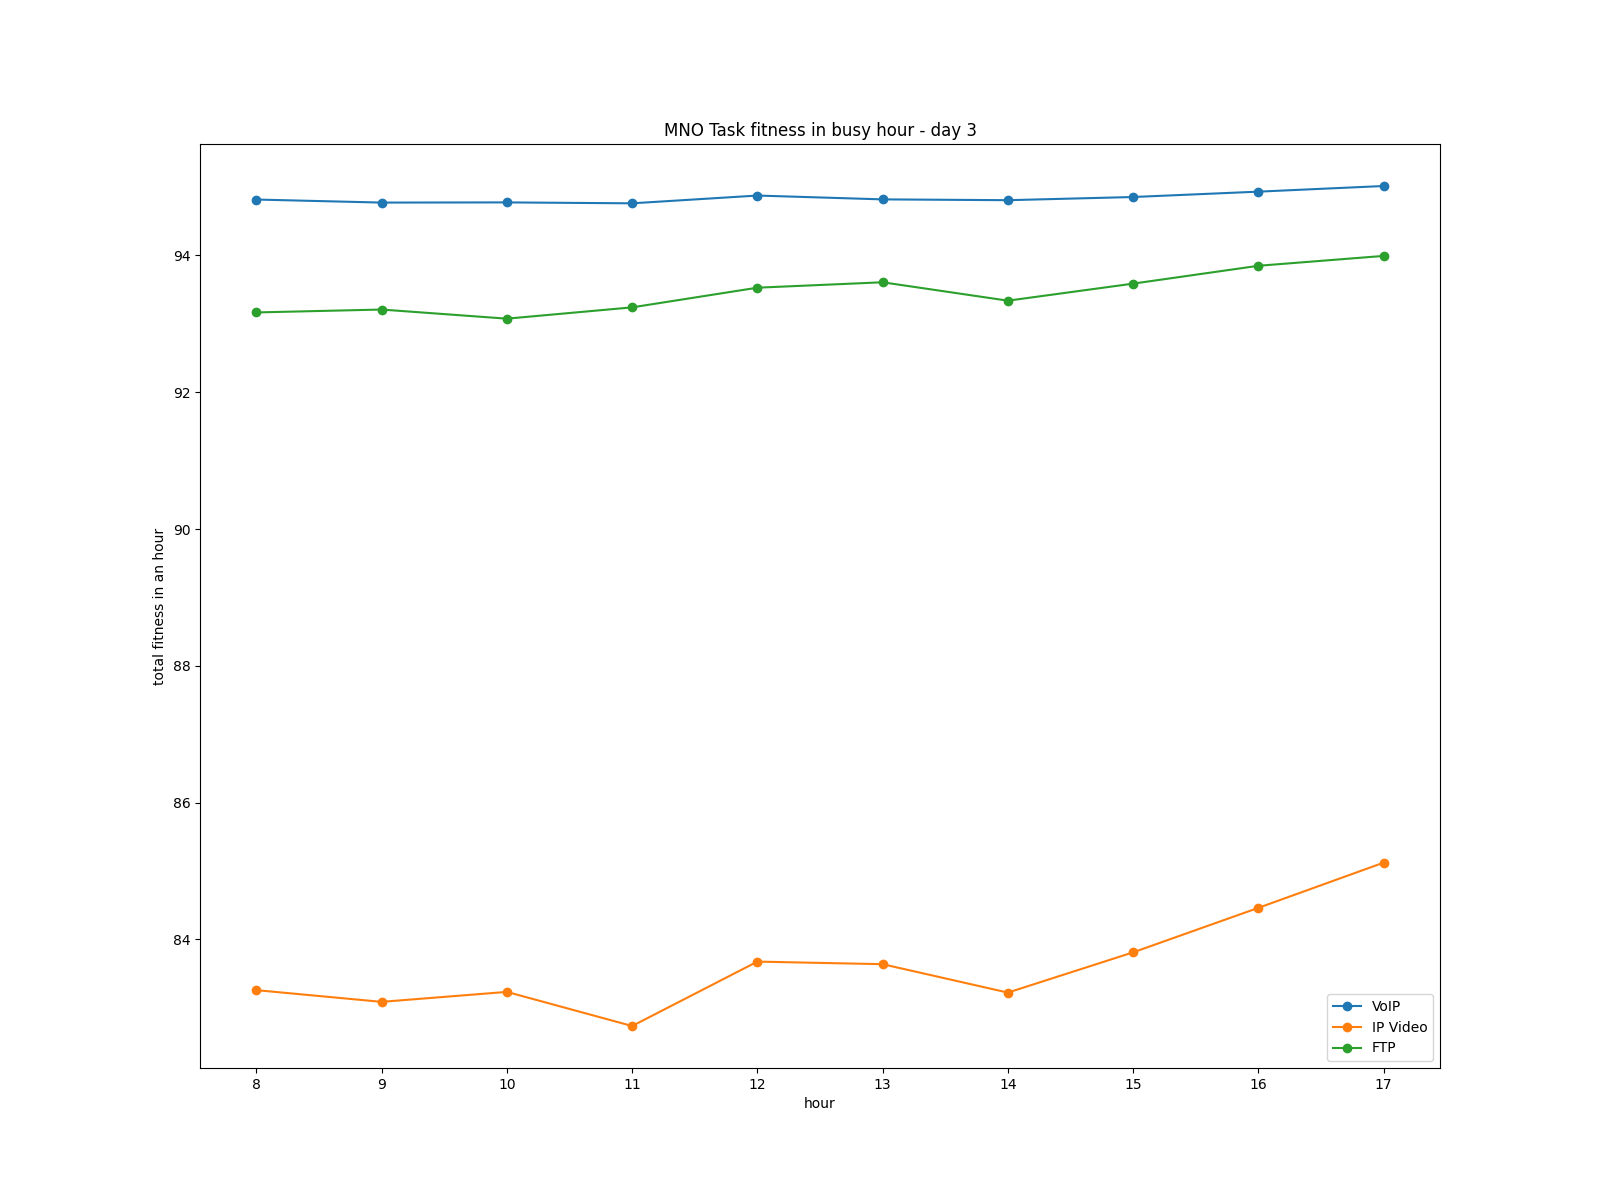 MNO Task fitness in busy hour - day 3
total fitness in an hour
94
92
90
88
86
84
8 9 10 11 12 13 14 15 16 17
hour
VoIP
IP Video
FTP